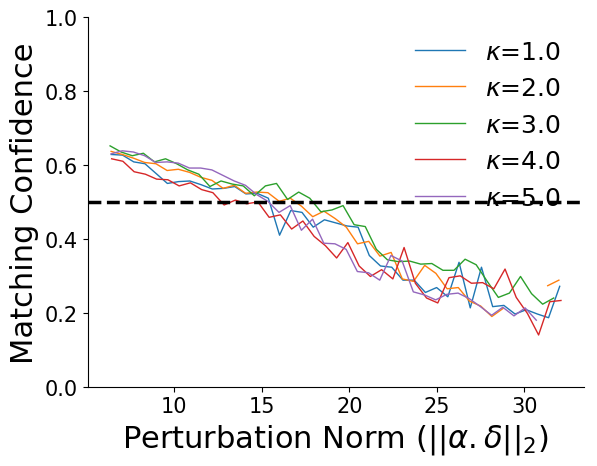 1.0
0.8
0.6
0.4
0.2
0.0
Matching Confidence
κ=1.0
κ=2.0
κ=3.0
κ=4.0
κ=5.0
10 15 20 25 30
Perturbation Norm (||α.δ||₂)